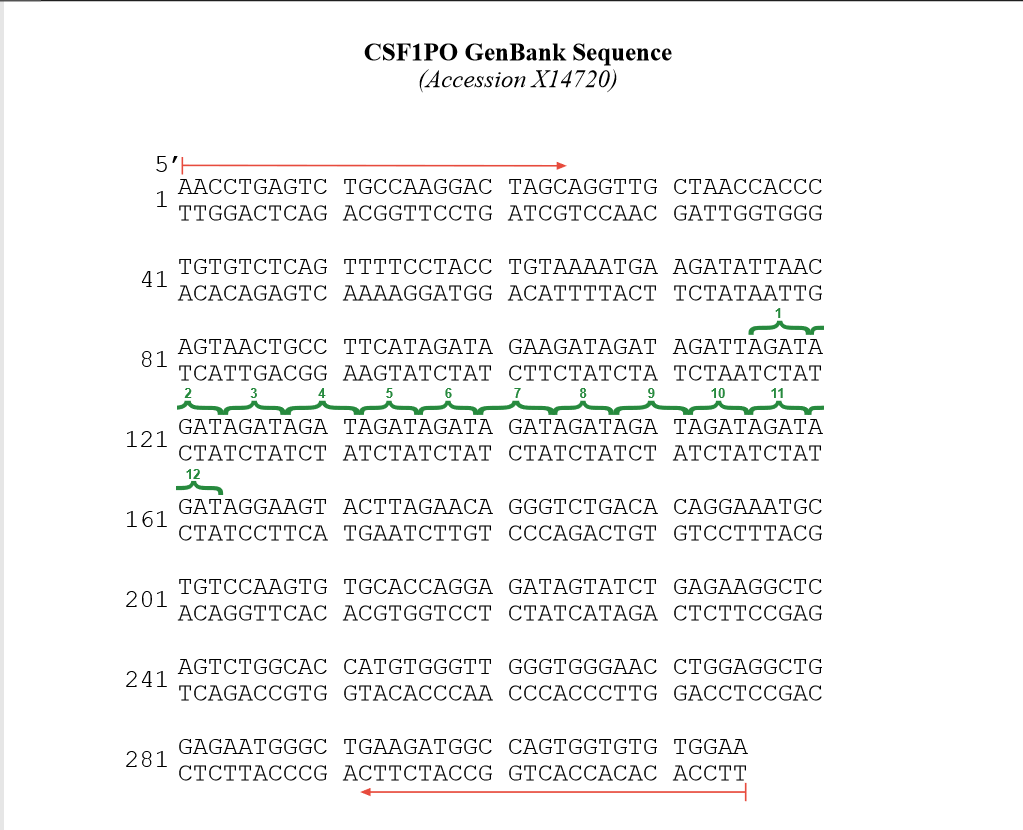 CSF1PO GenBank Sequence
(Accession X14720)
5′
1
AACCTGAGTC TGCCAAGGAC TAGCAGGTTG CTAACCACCC
TTGGACTCAG ACGGTTCCTG ATCGTCCAAC GATTGGTGGG
41
TGTGTCTCAG TTTTCCTACC TGTAAAATGA AGATATTAAC
ACACAGAGTC AAAAGGATGG ACATTTTACT TCTATAATTG
1
81
AGTAACTGCC TTCATAGATA GAAGATAGAT AGATTAGATA
TCATTGACGG AAGTATCTAT CTTCTATCTA TCTAATCTAT
2 3 4 5 6 7 8 9 10 11
121
GATAGATAGA TAGATAGATA GATAGATAGA TAGATAGATA
CTATCTATCT ATCTATCTAT CTATCTATCT ATCTATCTAT
12
161
GATAGGAAGT ACTTAGAACA GGGTCTGACA CAGGAAATGC
CTATCCTTCA TGAATCTTGT CCCAGACTGT GTCCTTTACG
201
TGTCCAAGTG TGCACCAGGA GATAGTATCT GAGAAGGCTC
ACAGGTTCAC ACGTGGTCCT CTATCATAGA CTCTTCCGAG
241
AGTCTGGCAC CATGTGGGTT GGGTGGGAAC CTGGAGGCTG
TCAGACCGTG GTACACCCAA CCCACCCTTG GACCTCCGAC
281
GAGAATGGGC TGAAGATGGC CAGTGGTGTG TGGAA
CTCTTACCCG ACTTCTACCG GTCACCACAC ACCTT